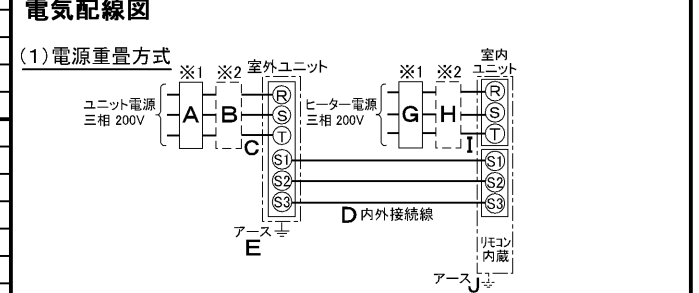 電気配線図
(1)電源重畳方式
※1 ※2 室外ユニット
ユニット電源
三相 200V
A B C
R
S
T
S1
S2
S3
アース
E
D 内外接続線
※1 ※2 室内
ユニット
ヒーター電源
三相 200V
G H I
R
S
T
S1
S2
S3
リモコン
内蔵
アース J